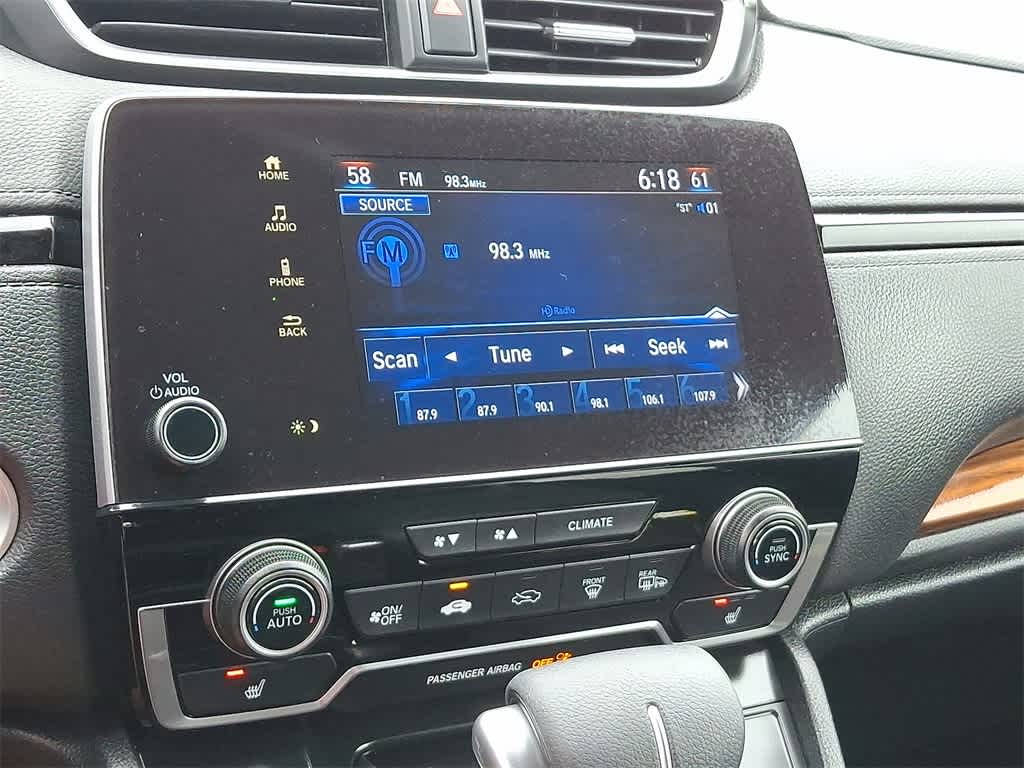 HOME
AUDIO
PHONE
BACK
VOL
AUDIO
58 FM 98.3MHz 6:18 61
SOURCE
"ST" 01
FM
98.3 MHz
HD Radio
Scan Tune Seek
1 87.9 2 87.9 3 90.1 4 98.1 5 106.1 6 107.9
CLIMATE
PUSH
SYNC
PUSH
AUTO
ON/
OFF
FRONT
REAR
PASSENGER AIRBAG OFF